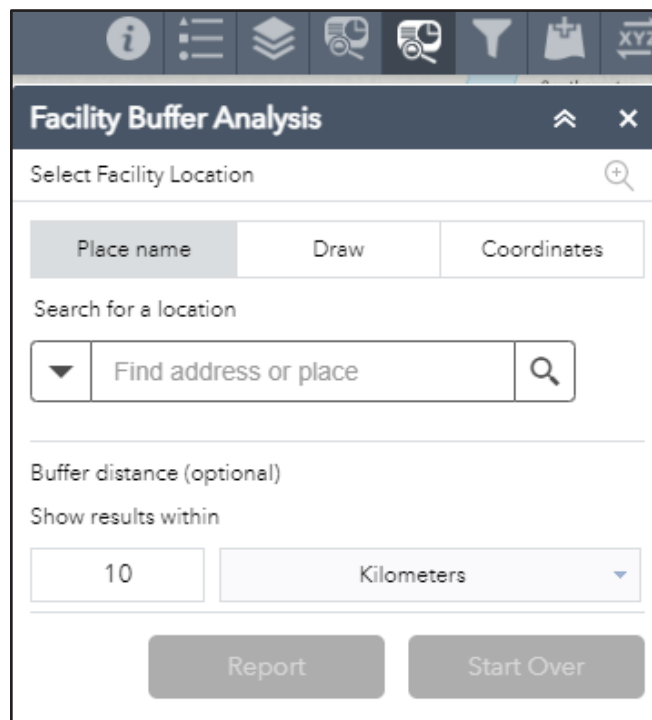 XYZ
Facility Buffer Analysis
Select Facility Location
Place name Draw Coordinates
Search for a location
Find address or place
Buffer distance (optional)
Show results within
10 Kilometers
Report Start Over